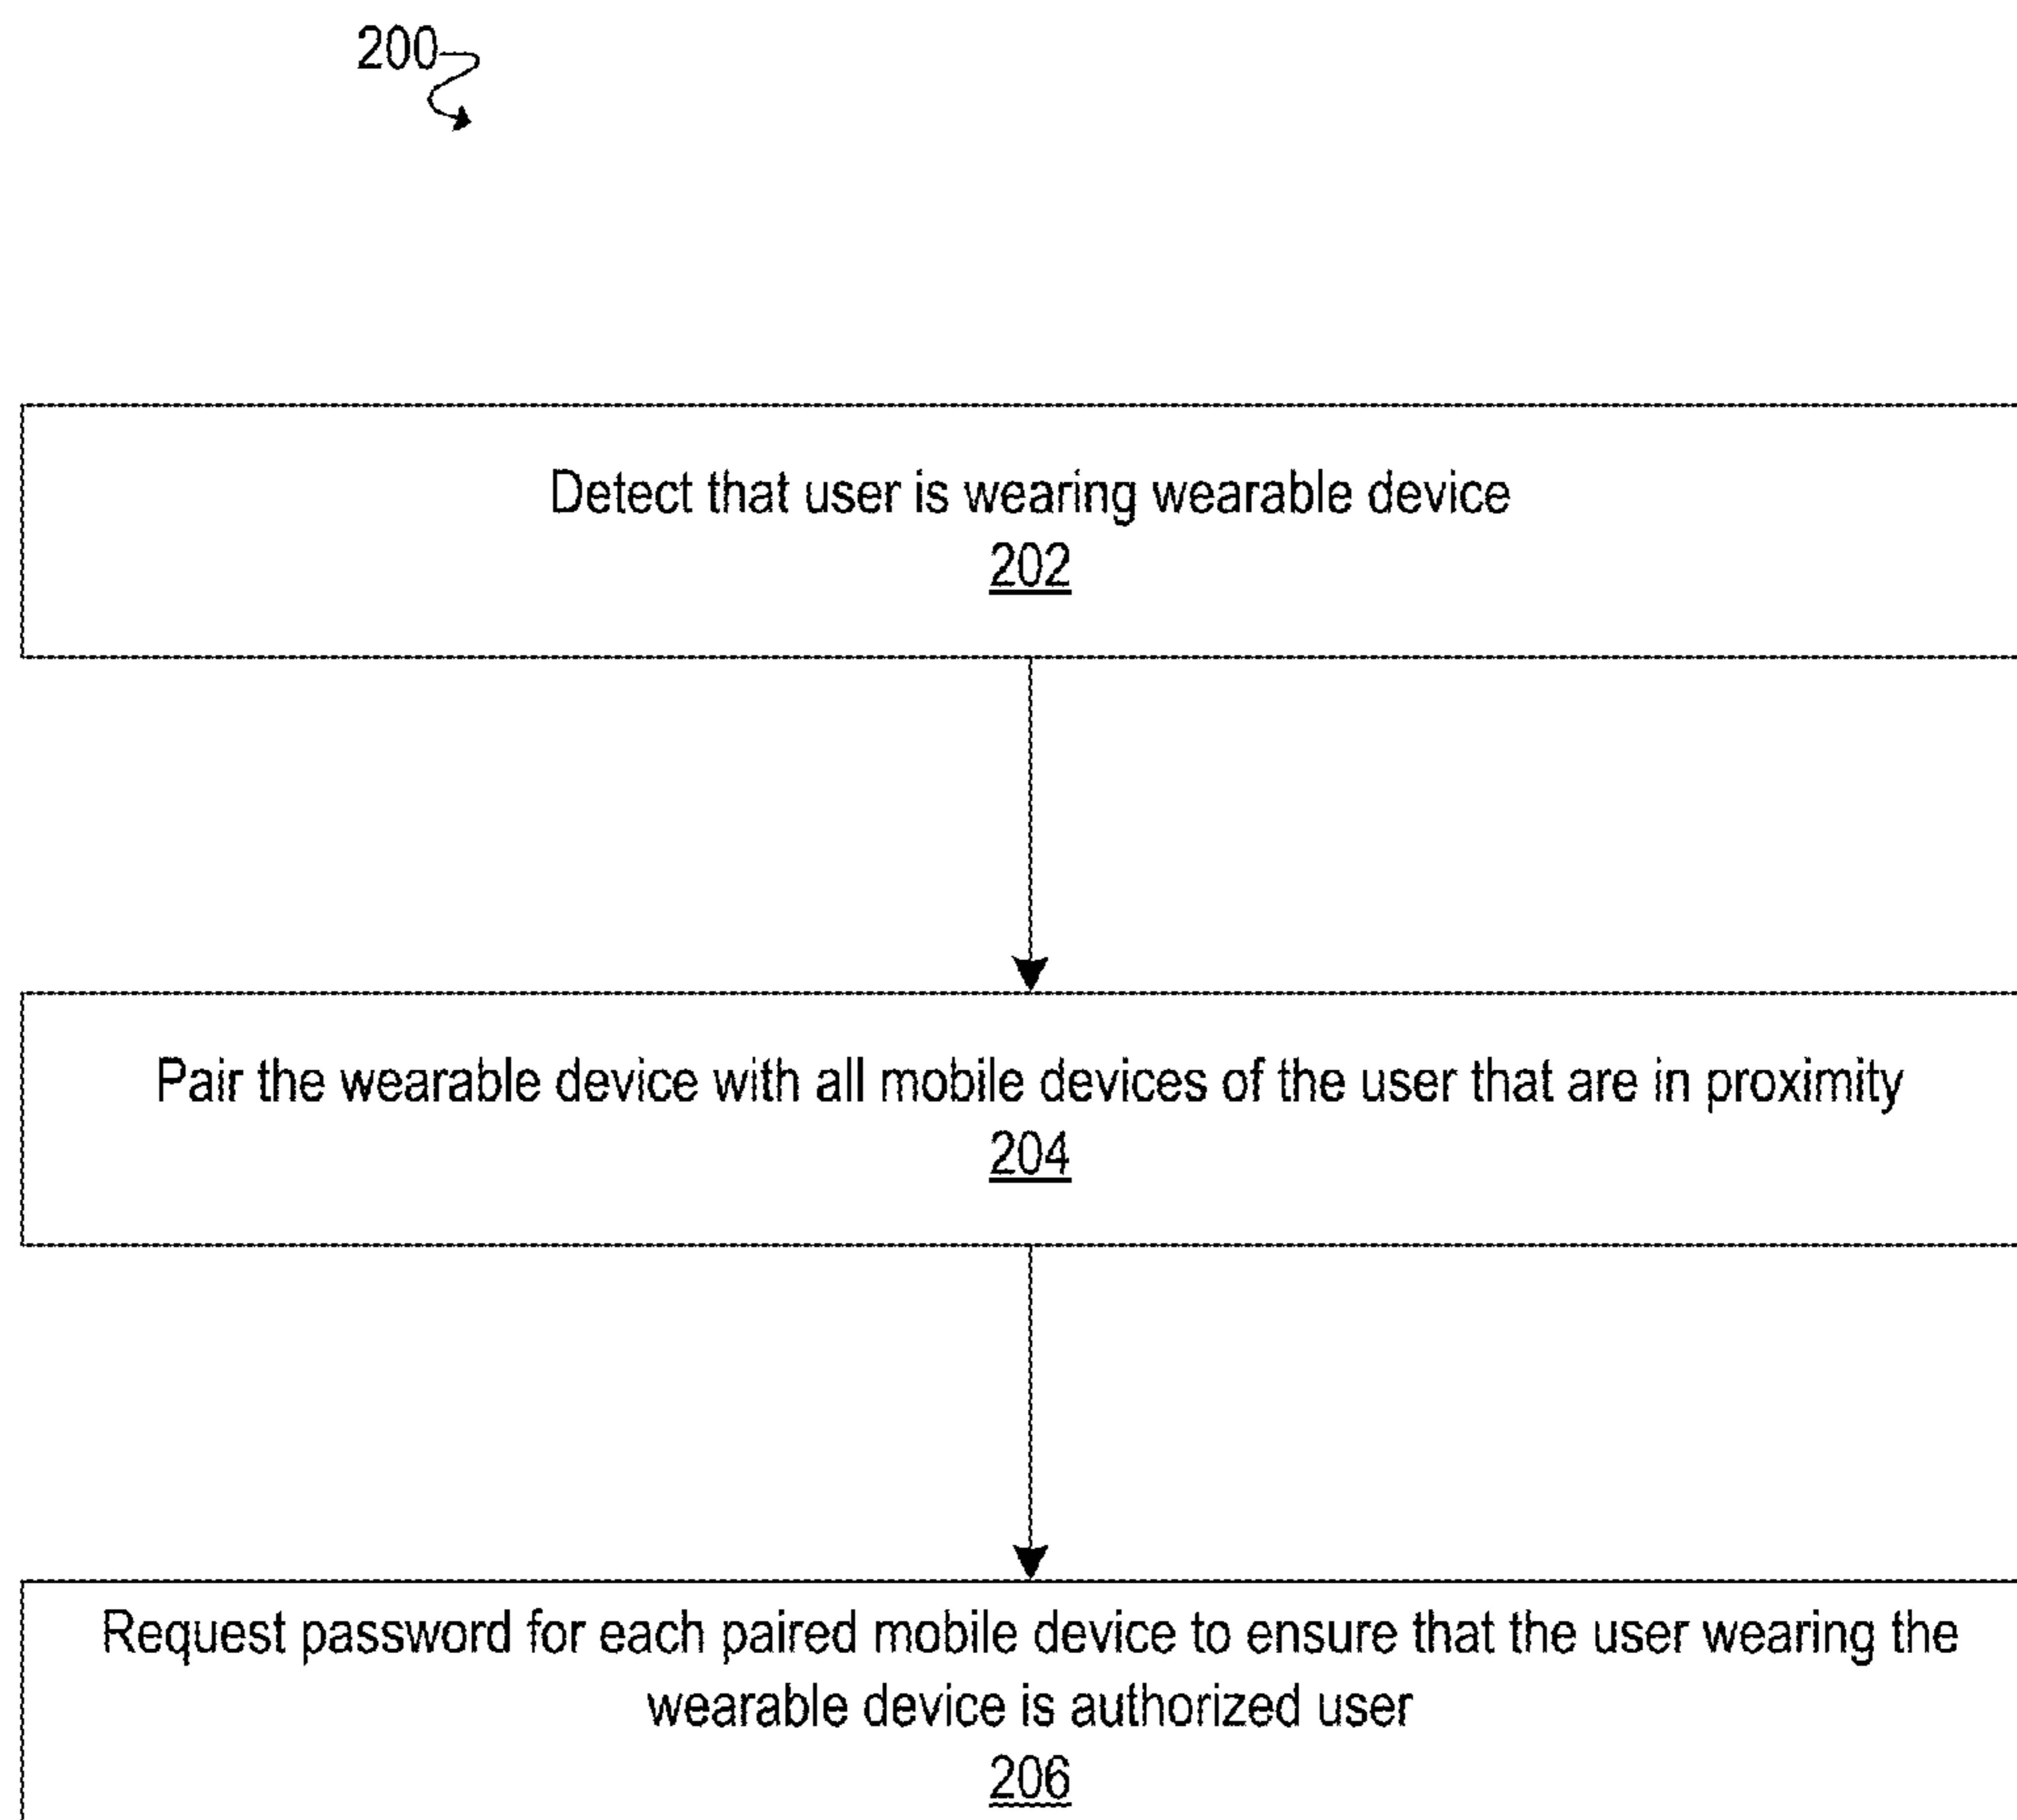 200
Detect that user is wearing wearable device
202
Pair the wearable device with all mobile devices of the user that are in proximity
204
Request password for each paired mobile device to ensure that the user wearing the
wearable device is authorized user
206